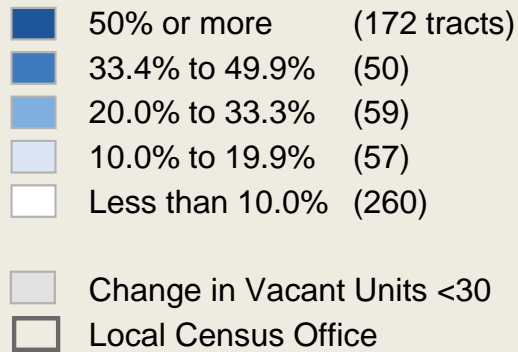 50% or more (172 tracts)
33.4% to 49.9% (50)
20.0% to 33.3% (59)
10.0% to 19.9% (57)
Less than 10.0% (260)
Change in Vacant Units <30
Local Census Office